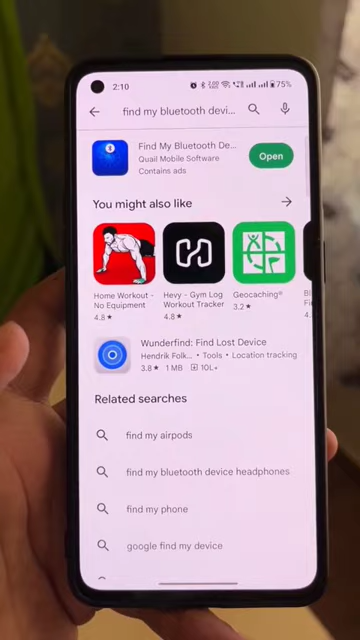 2:10
75%
find my bluetooth devi...
Find My Bluetooth De...
Quail Mobile Software
Contains ads
Open
You might also like
Home Workout -
No Equipment
4.8★
Hevy - Gym Log
Workout Tracker
4.8★
Geocaching®
3.2★
Fi
4.
Wunderfind: Find Lost Device
Hendrik Folk... • Tools • Location tracking
3.8★ 1 MB 10L+
Related searches
find my airpods
find my bluetooth device headphones
find my phone
google find my device